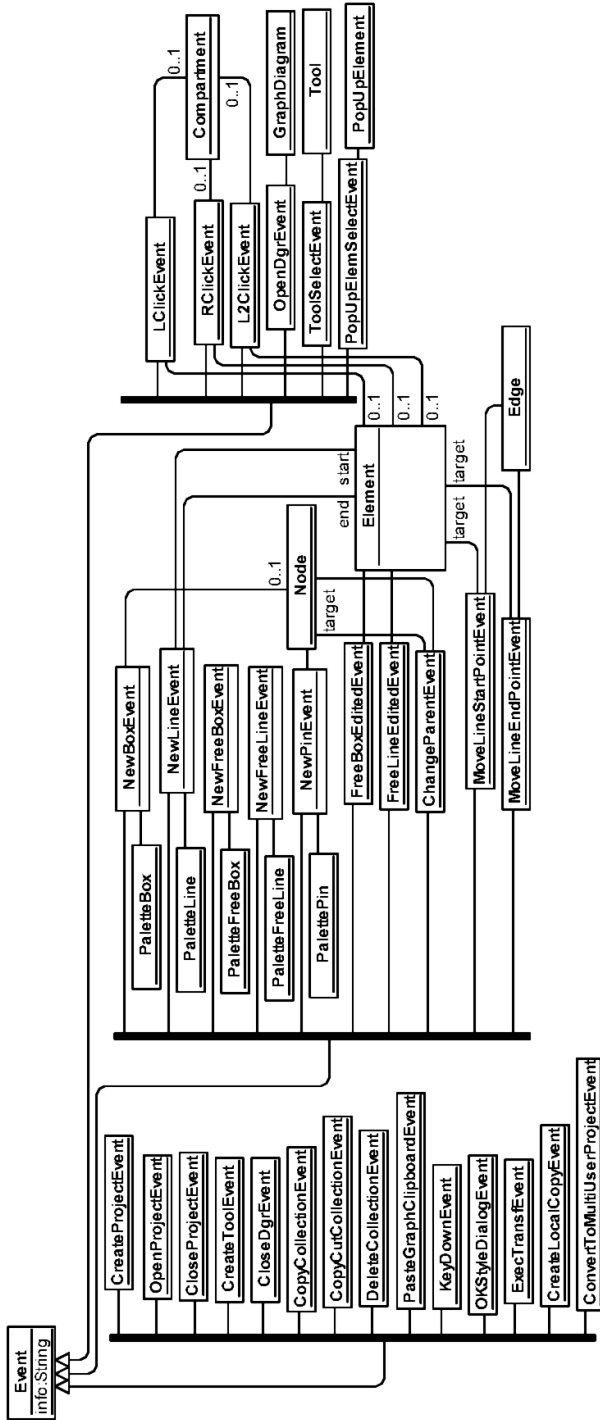 Event
info:String
CreateProjectEvent
OpenProjectEvent
CloseProjectEvent
CreateToolEvent
CloseDgrEvent
CopyCollectionEvent
CopyCutCollectionEvent
DeleteCollectionEvent
PasteGraphClipboardEvent
KeyDownEvent
OKStyleDialogEvent
ExecTransfEvent
CreateLocalCopyEvent
ConvertToMultiUserProjectEvent
PaletteBox
NewBoxEvent
PaletteLine
NewLineEvent
PaletteFreeBox
NewFreeBoxEvent
PaletteFreeLine
NewFreeLineEvent
PalettePin
NewPinEvent
FreeBoxEditedEvent
FreeLineEditedEvent
ChangeParentEvent
MoveLineStartPointEvent
MoveLineEndPointEvent
0..1
Node
target
end
start
Element
0..1
0..1
0..1
target
target
Edge
LClickEvent
RClickEvent
L2ClickEvent
OpenDgrEvent
ToolSelectEvent
PopUpElemSelectEvent
0..1
Compartment
0..1
0..1
GraphDiagram
Tool
PopUpElement